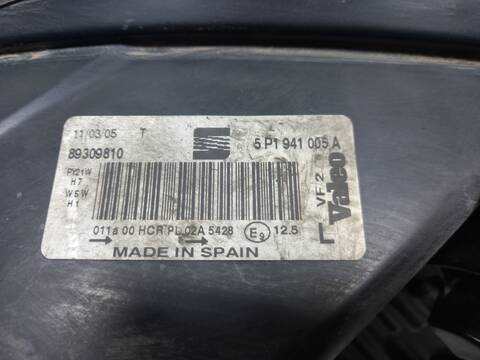 11/03/05 T
89309810 5P1 941 005 A
PY21W
H7
W5W
H1
011a 00 HCR PL 02A 5428 E9 12.5
MADE IN SPAIN
L Valeo
VF2